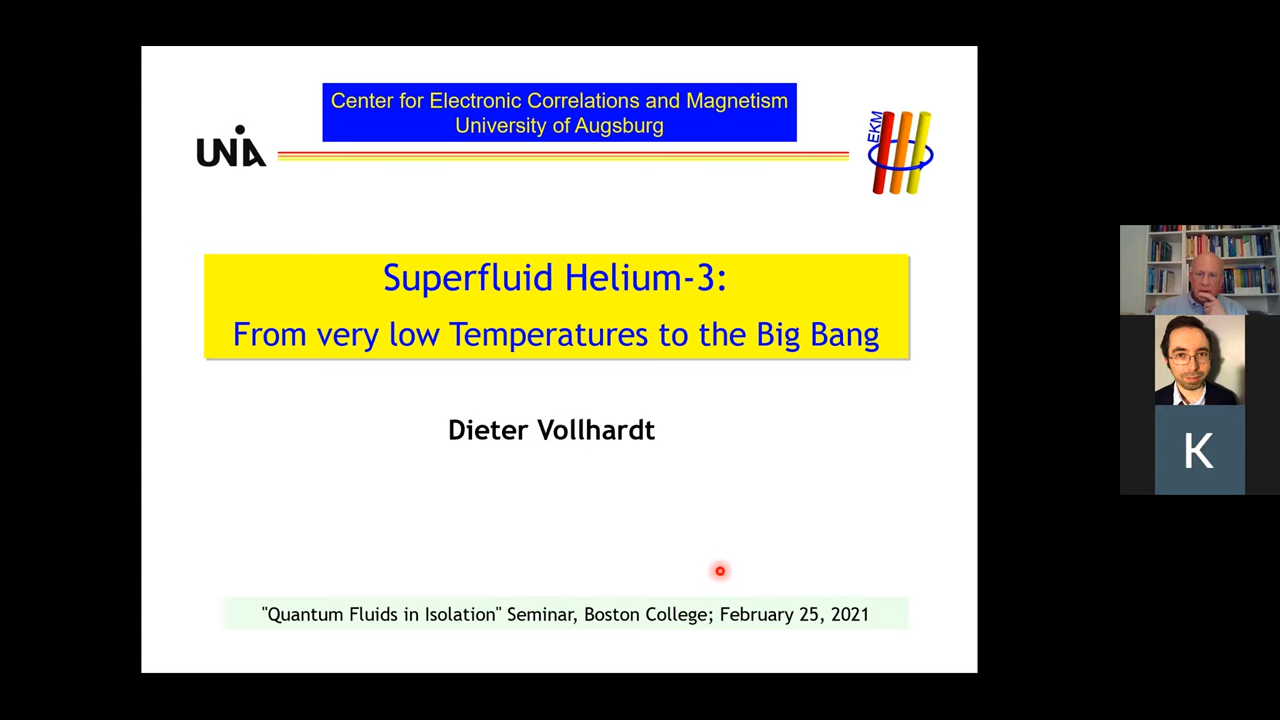 Center for Electronic Correlations and Magnetism
University of Augsburg
UNIA
EKM
Superfluid Helium-3:
From very low Temperatures to the Big Bang
Dieter Vollhardt
"Quantum Fluids in Isolation" Seminar, Boston College; February 25, 2021
K